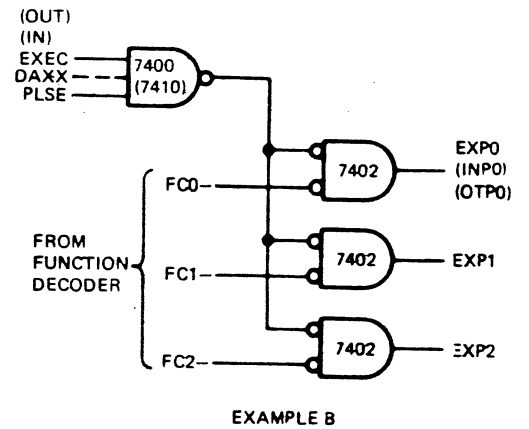 (OUT)
(IN)
EXEC
DAXX
PLSE
7400
(7410)
7402
EXP0
(INP0)
(OTP0)
FC0–
FROM
FUNCTION
DECODER
7402
EXP1
FC1–
7402
EXP2
FC2–
EXAMPLE B